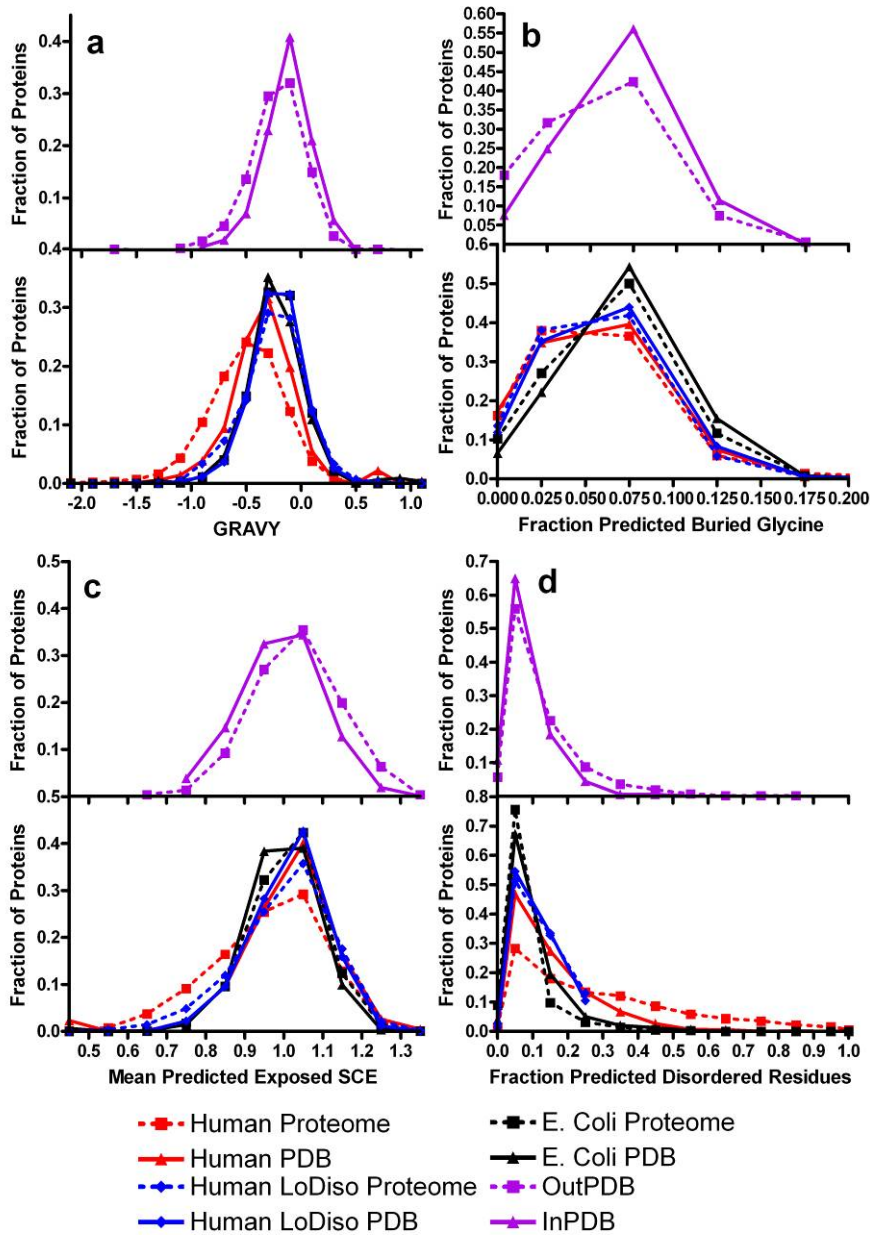 a
Fraction of Proteins
0.4
0.3
0.2
0.1
0.4
0.3
0.2
0.1
0.0
Fraction of Proteins
-2.0 -1.5 -1.0 -0.5 0.0 0.5 1.0
GRAVY
b
Fraction of Proteins
0.60
0.55
0.50
0.45
0.40
0.35
0.30
0.25
0.20
0.15
0.10
0.05
0.6
0.5
0.4
0.3
0.2
0.1
0.0
Fraction of Proteins
0.000 0.025 0.050 0.075 0.100 0.125 0.150 0.175 0.200
Fraction Predicted Buried Glycine
c
Fraction of Proteins
0.5
0.4
0.3
0.2
0.1
0.5
0.4
0.3
0.2
0.1
0.0
Fraction of Proteins
0.5 0.6 0.7 0.8 0.9 1.0 1.1 1.2 1.3
Mean Predicted Exposed SCE
d
Fraction of Proteins
0.7
0.6
0.5
0.4
0.3
0.2
0.1
0.8
0.7
0.6
0.5
0.4
0.3
0.2
0.1
0.0
Fraction of Proteins
0.0 0.1 0.2 0.3 0.4 0.5 0.6 0.7 0.8 0.9 1.0
Fraction Predicted Disordered Residues
Human Proteome
Human PDB
Human LoDiso Proteome
Human LoDiso PDB
E. Coli Proteome
E. Coli PDB
OutPDB
InPDB